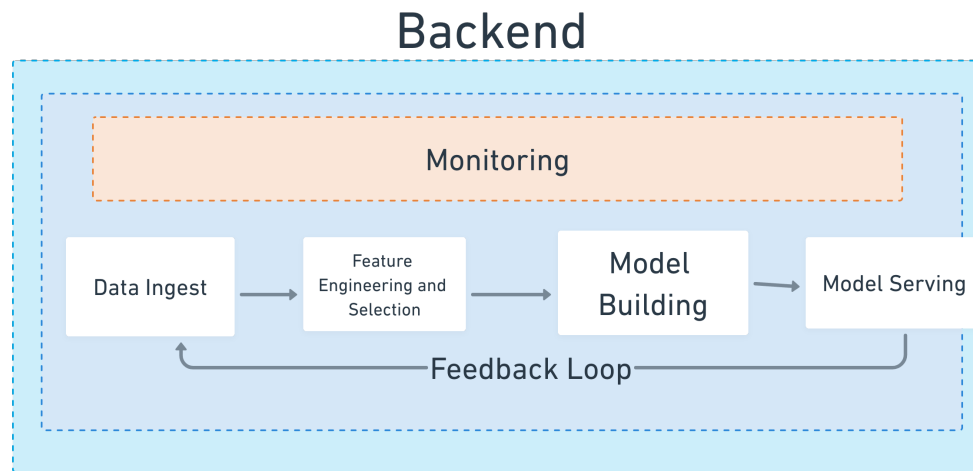 Backend
Monitoring
Data Ingest
Feature
Engineering and
Selection
Model
Building
Model Serving
Feedback Loop